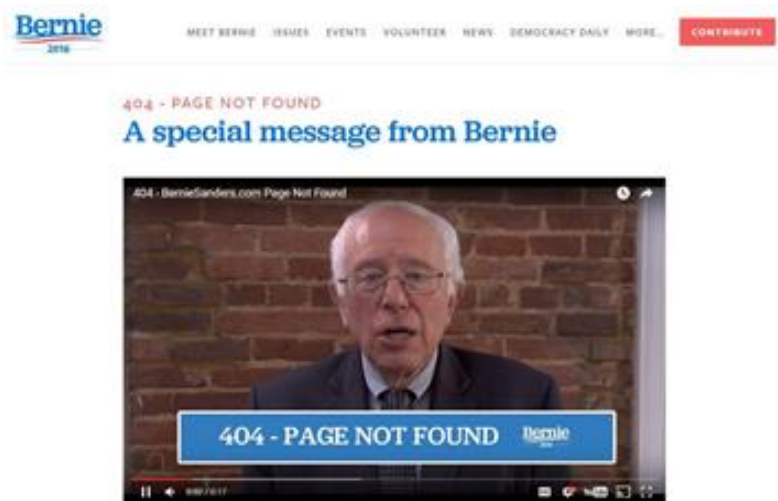 Bernie
2016
MEET BERNIE ISSUES EVENTS VOLUNTEER NEWS DEMOCRACY DAILY MORE... CONTRIBUTE
404 - PAGE NOT FOUND
A special message from Bernie
404 - BernieSanders.com Page Not Found
404 - PAGE NOT FOUND Bernie